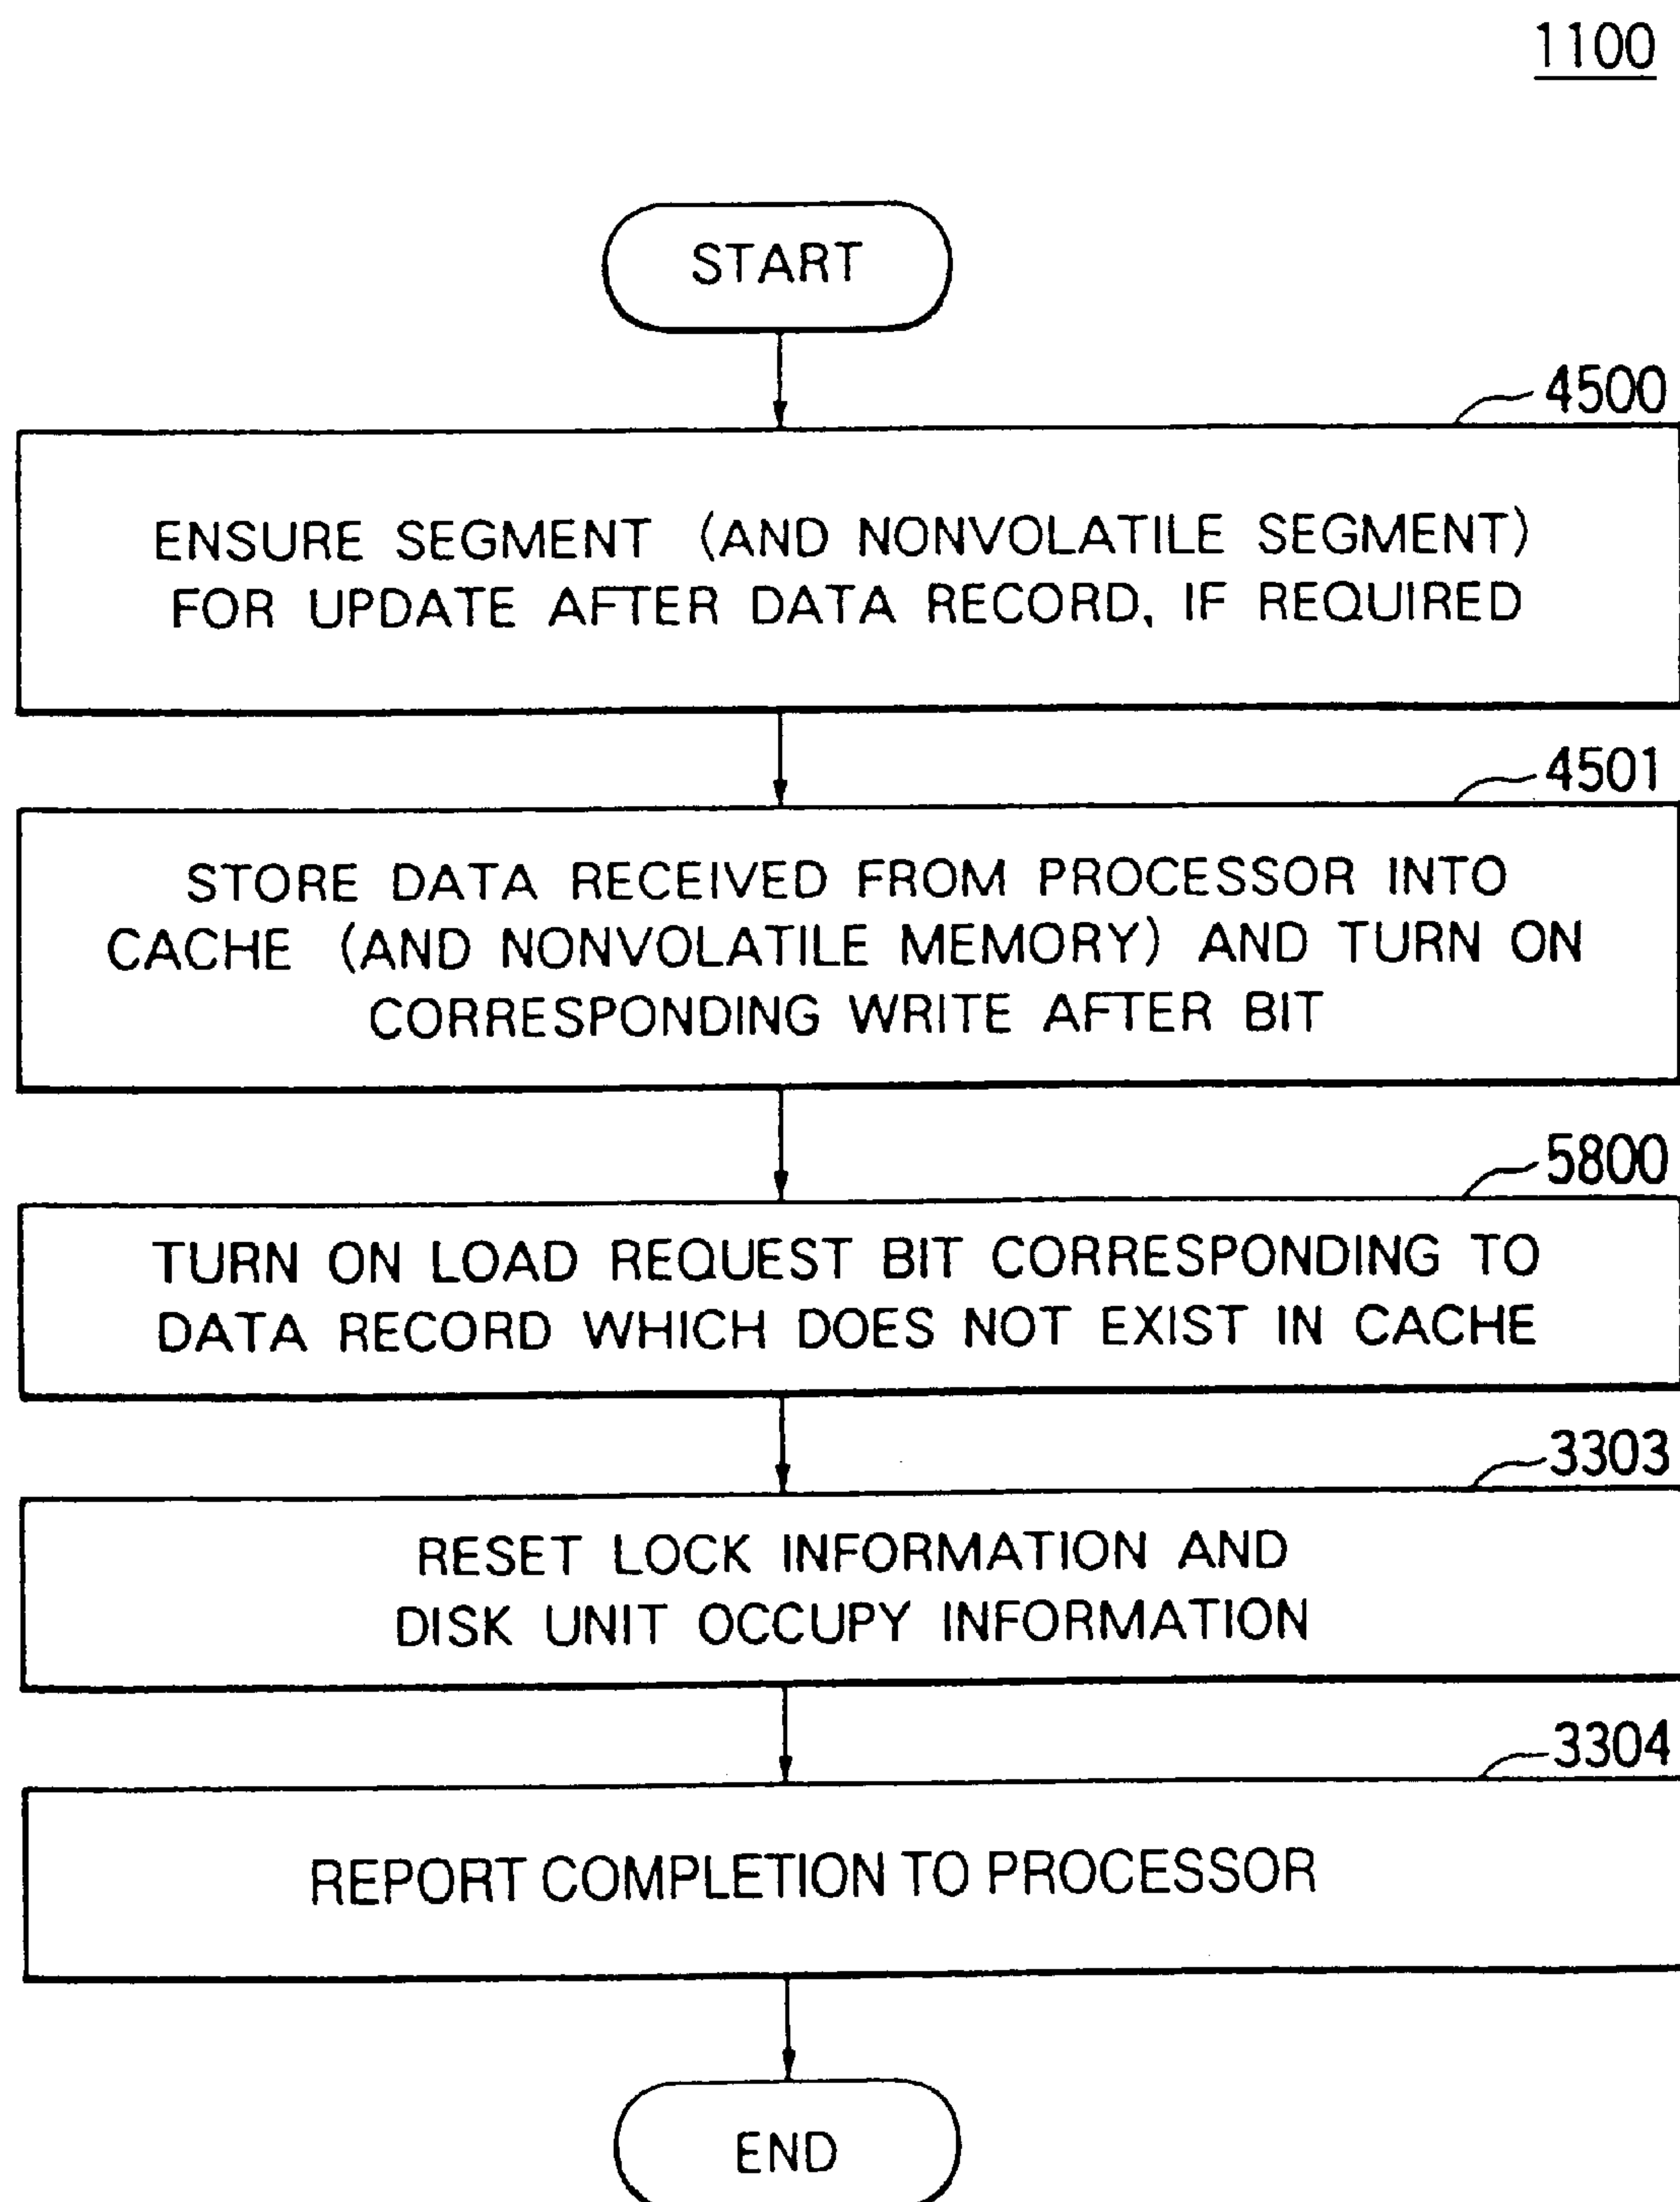 1100
START
4500
ENSURE SEGMENT (AND NONVOLATILE SEGMENT)
FOR UPDATE AFTER DATA RECORD, IF REQUIRED
4501
STORE DATA RECEIVED FROM PROCESSOR INTO
CACHE (AND NONVOLATILE MEMORY) AND TURN ON
CORRESPONDING WRITE AFTER BIT
5800
TURN ON LOAD REQUEST BIT CORRESPONDING TO
DATA RECORD WHICH DOES NOT EXIST IN CACHE
3303
RESET LOCK INFORMATION AND
DISK UNIT OCCUPY INFORMATION
3304
REPORT COMPLETION TO PROCESSOR
END